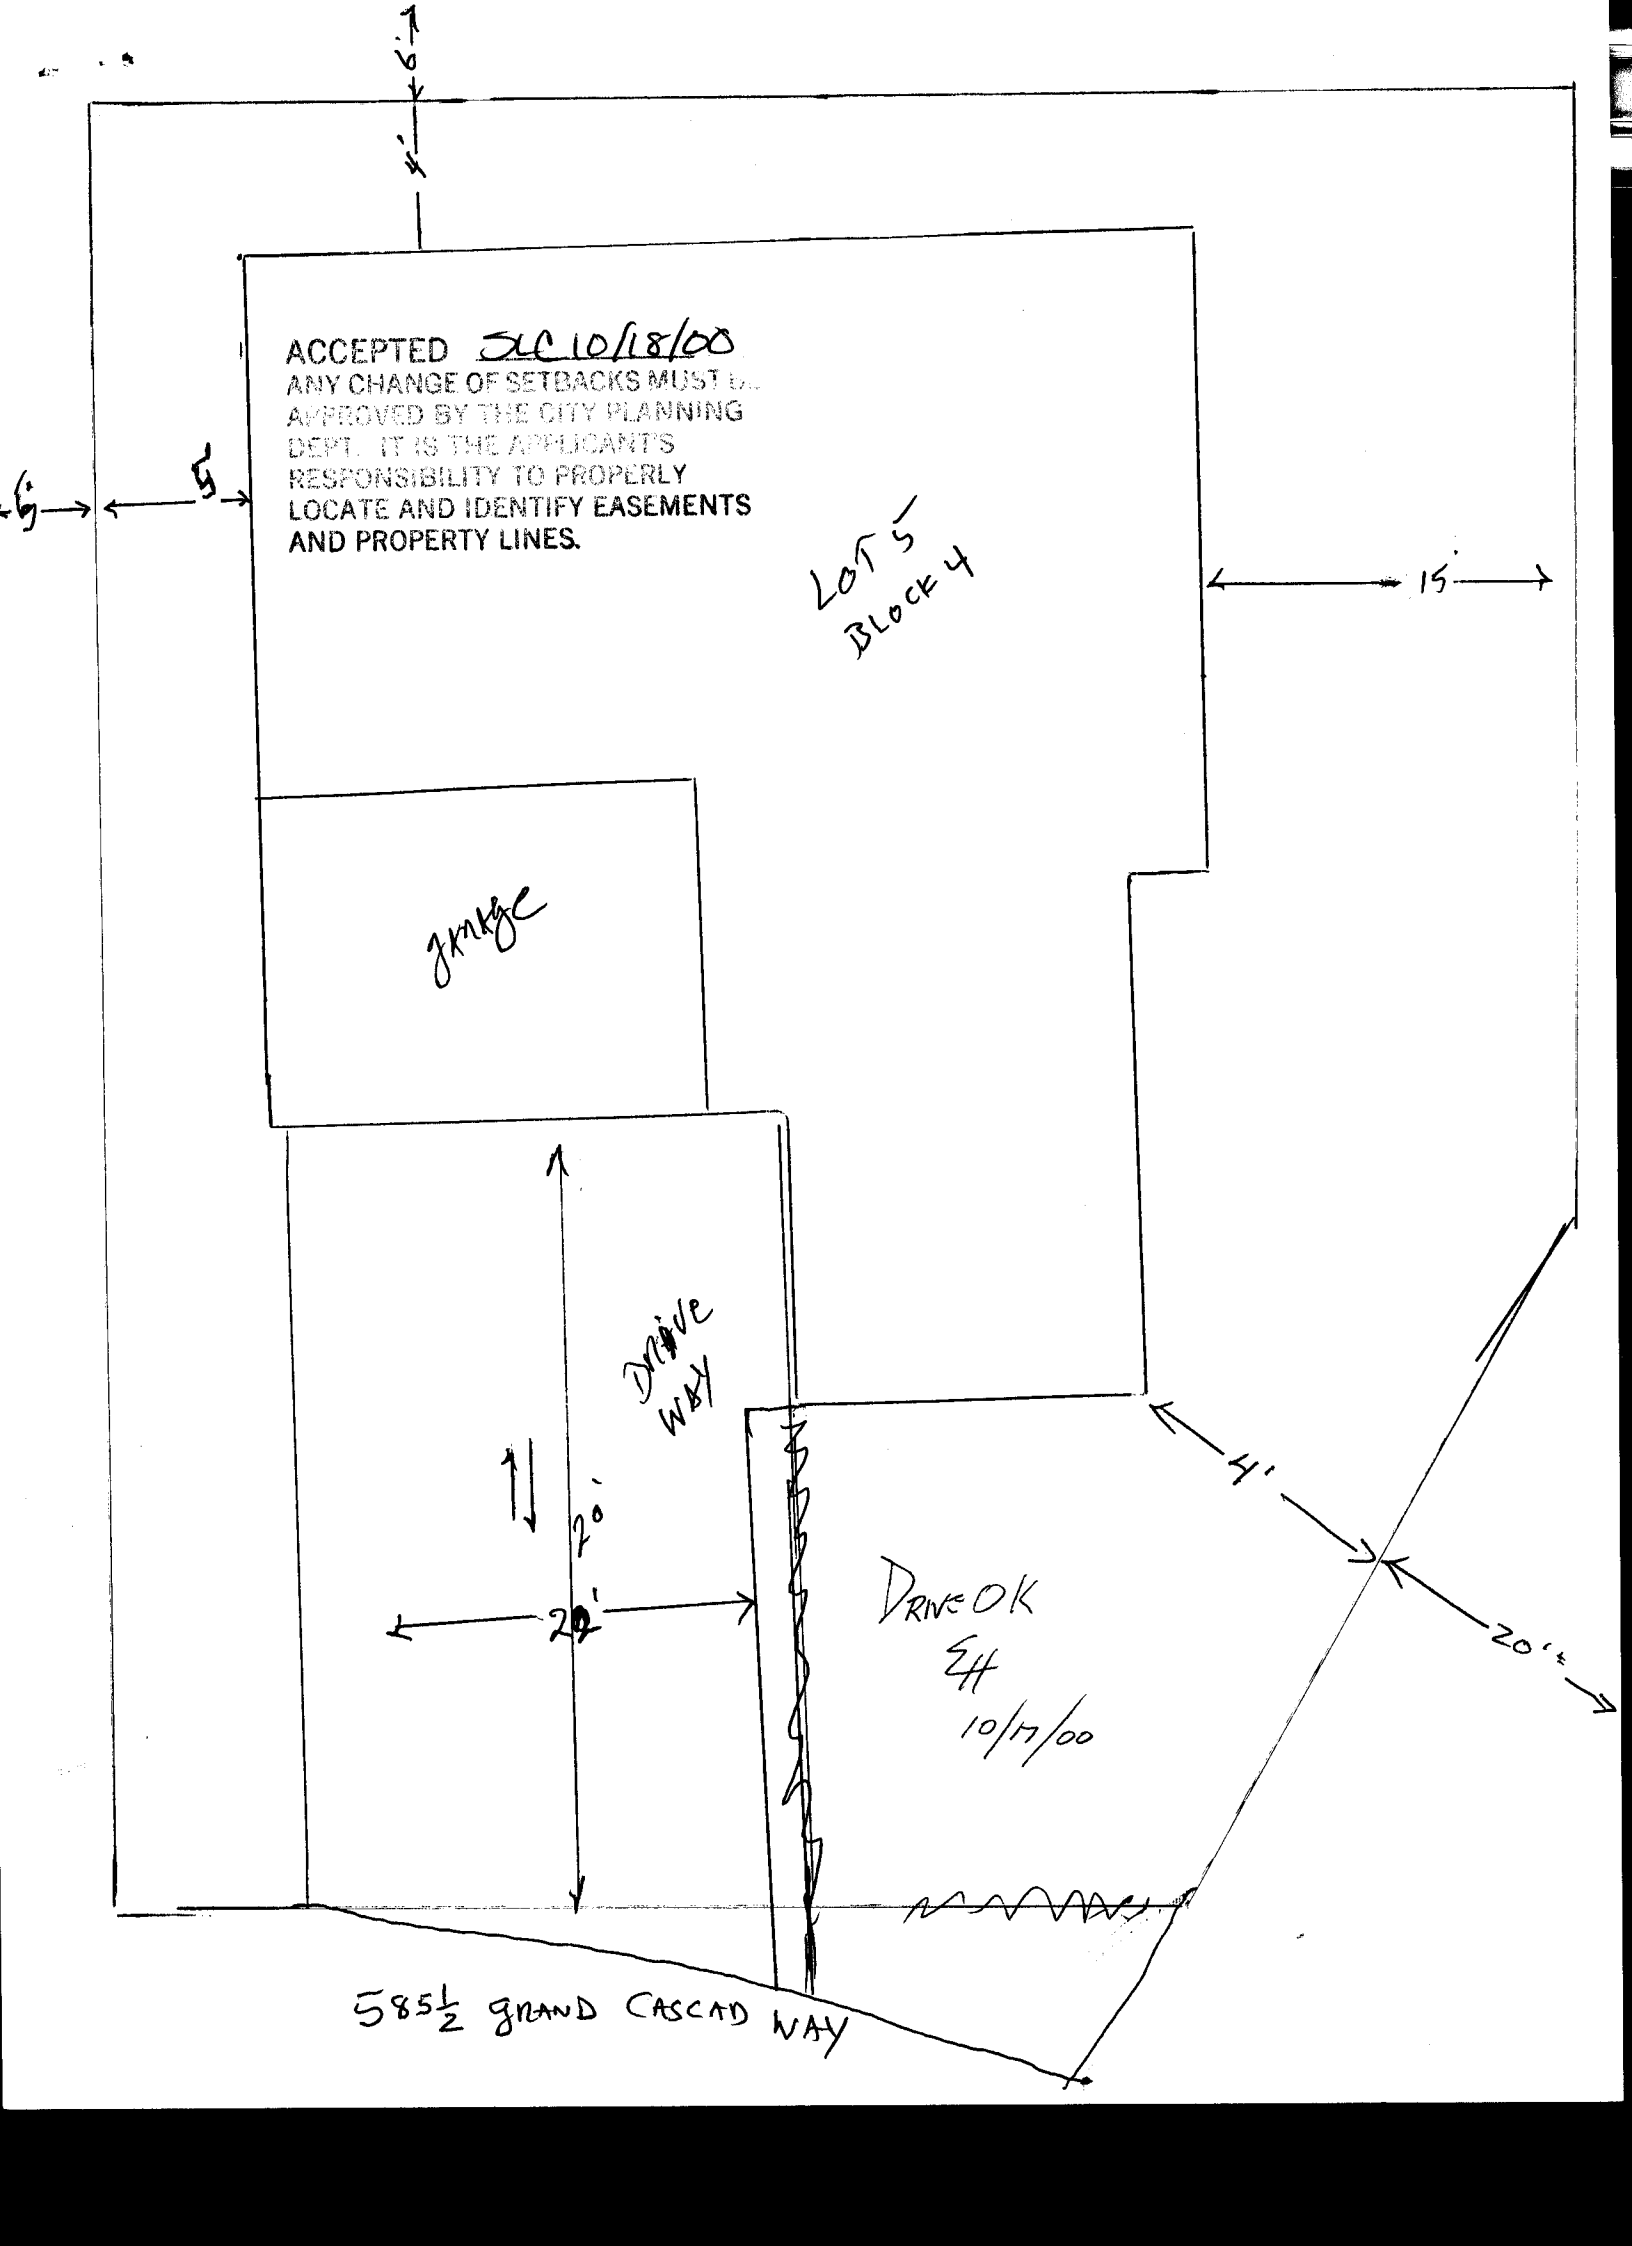 6'
4'
ACCEPTED SLC 10/18/00
ANY CHANGE OF SETBACKS MUST BE
APPROVED BY THE CITY PLANNING
DEPT. IT IS THE APPLICANT'S
RESPONSIBILITY TO PROPERLY
LOCATE AND IDENTIFY EASEMENTS
AND PROPERTY LINES.
5'
LOT 5
BLOCK 4
15'
garage
DRIVE
WAY
20'
4'
DRIVE OK
EH
10/17/00
20'
585½ GRAND CASCAD WAY